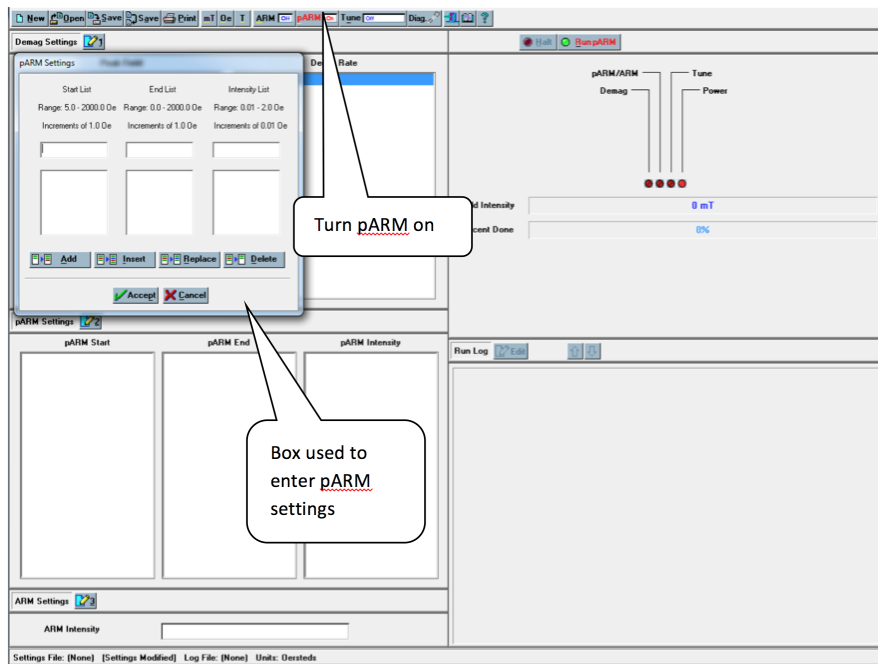 New Open Save Save Print mT Oe T ARM Off pARM On Tune Off Diag. ?
Demag Settings 1
Halt Run pARM
pARM Settings
Start List End List Intensity List
Range: 5.0 - 2000.0 Oe Range: 0.0 - 2000.0 Oe Range: 0.01 - 2.0 Oe
Increments of 1.0 Oe Increments of 1.0 Oe Increments of 0.01 Oe
Add Insert Replace Delete
Accept Cancel
pARM/ARM Tune
Demag Power
0 mT
0%
Turn pARM on
pARM Settings 2
pARM Start pARM End pARM Intensity
Box used to
enter pARM
settings
Run Log Edit
ARM Settings 3
ARM Intensity
Settings File: (None) [Settings Modified] Log File: (None) Units: Oersteds